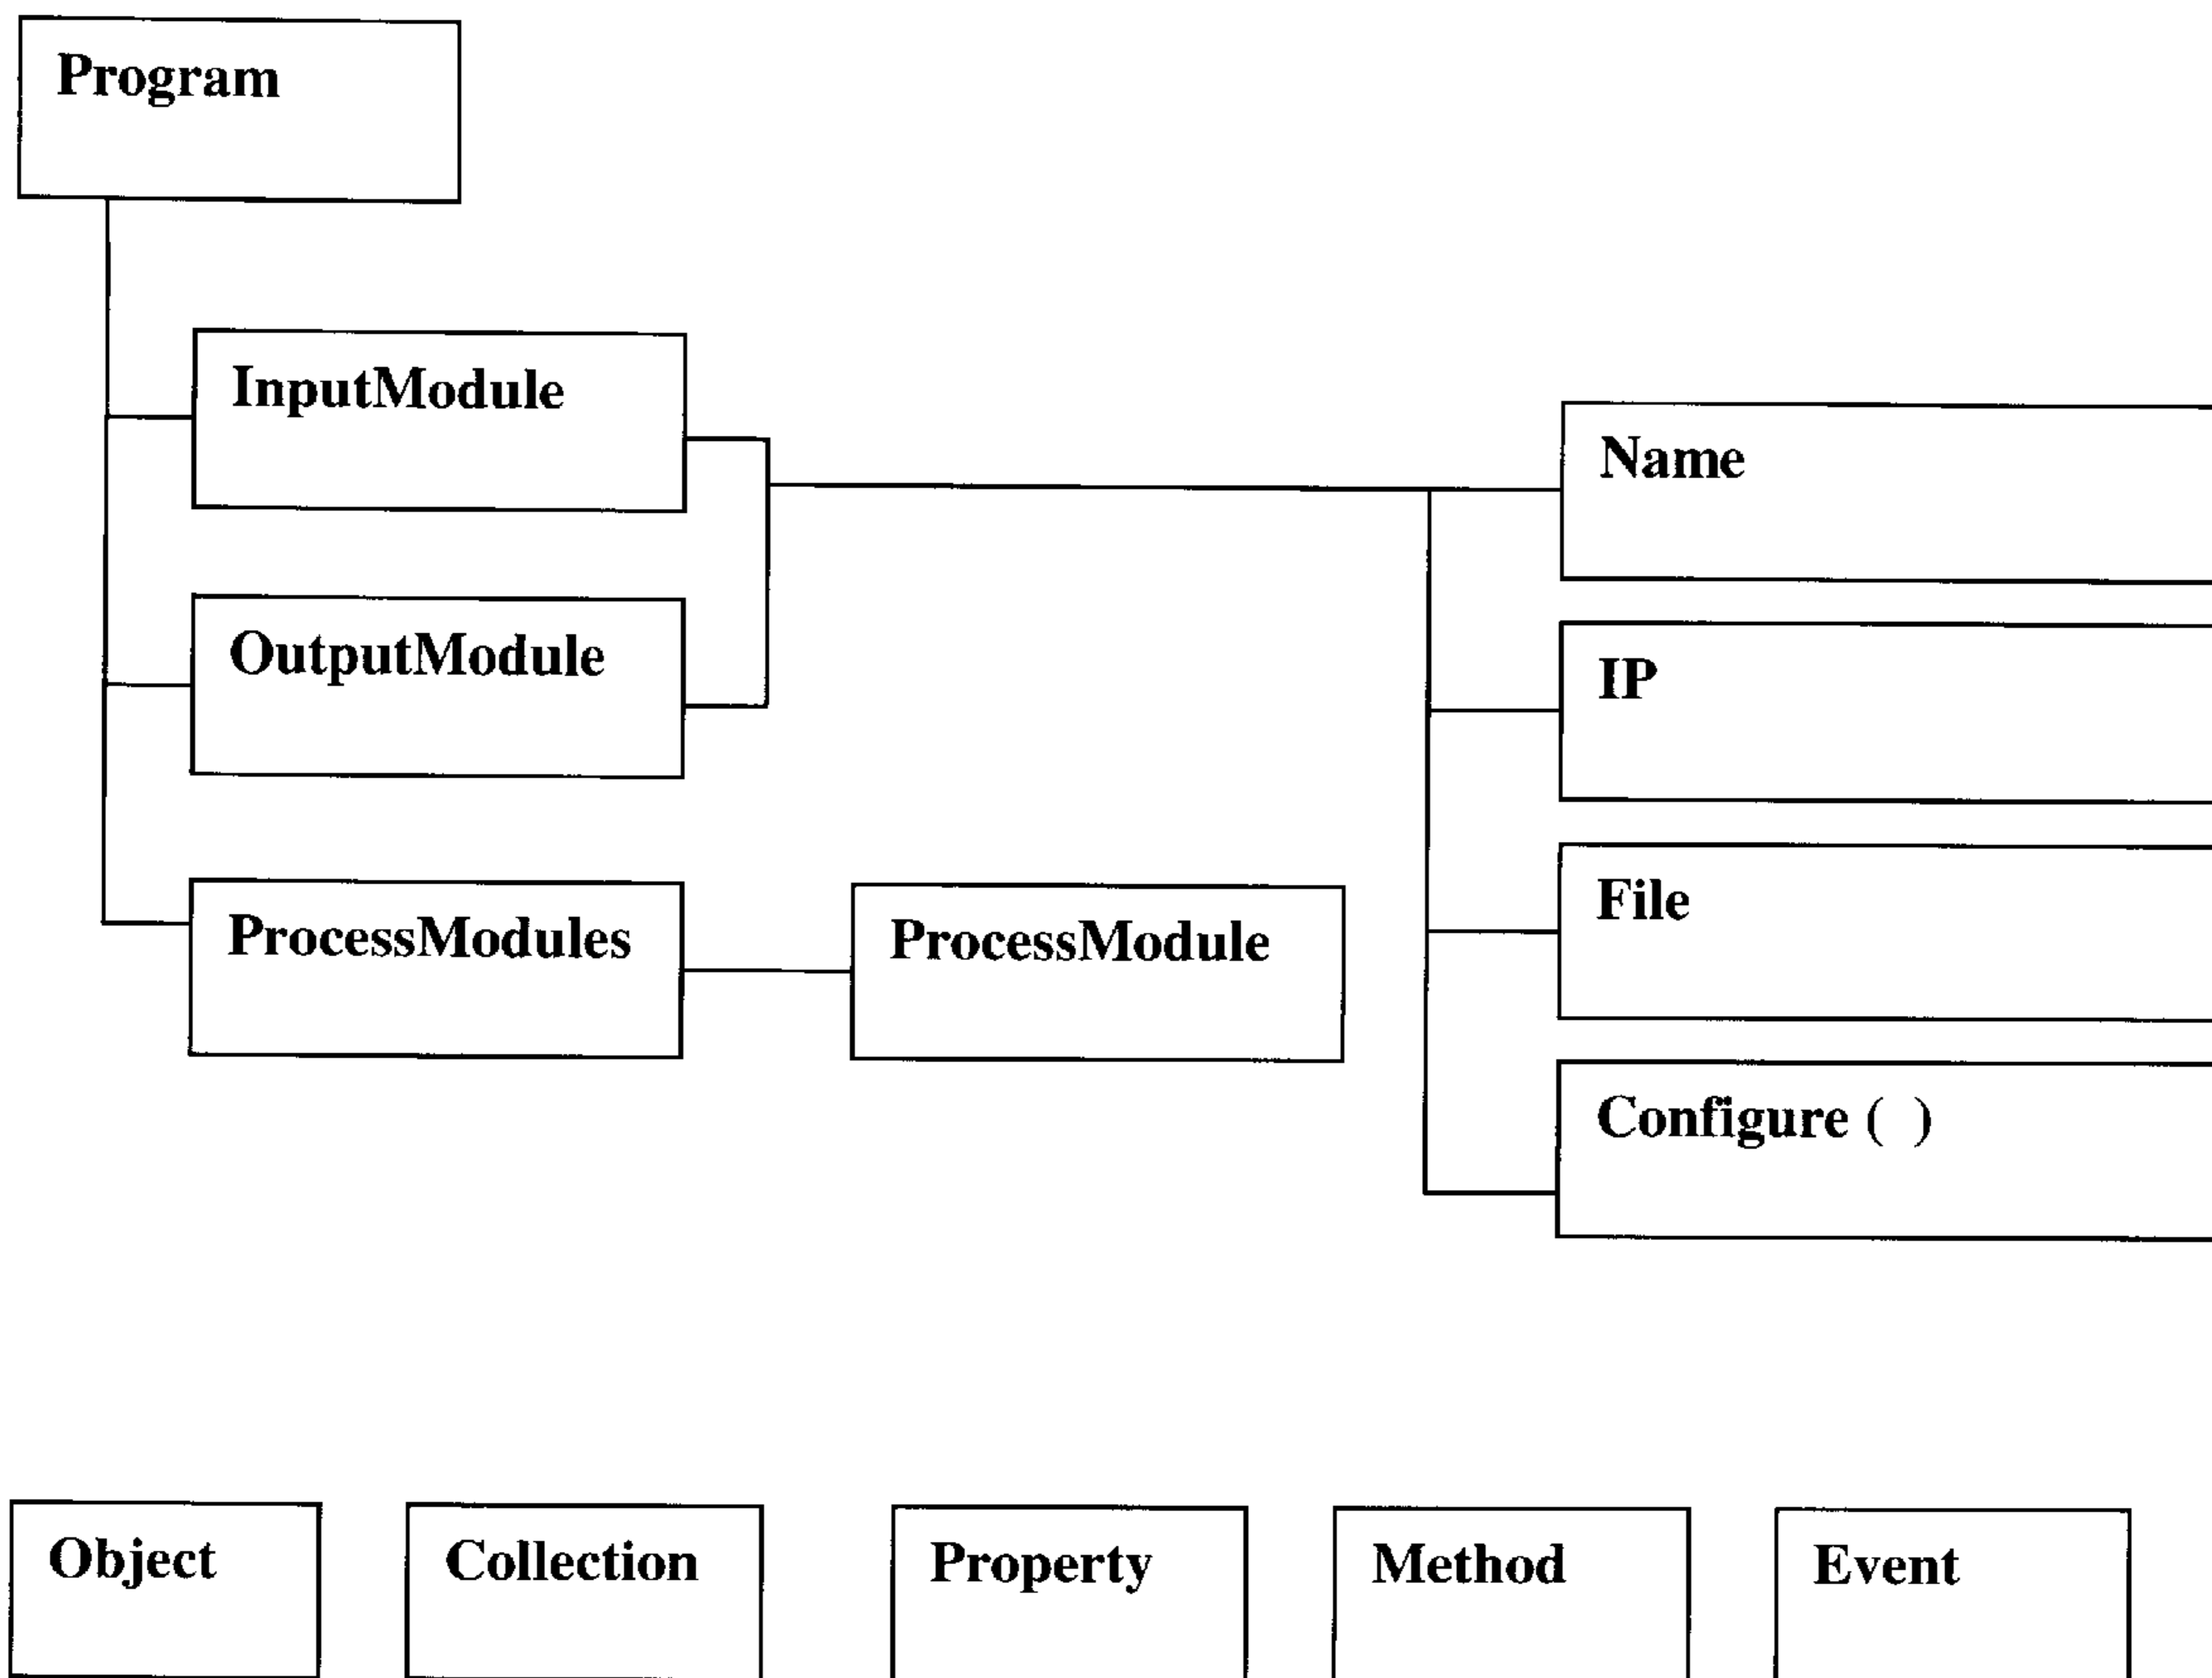 Program
InputModule
Name
OutputModule
IP
File
ProcessModules
ProcessModule
Configure ( )
Object
Collection
Property
Method
Event